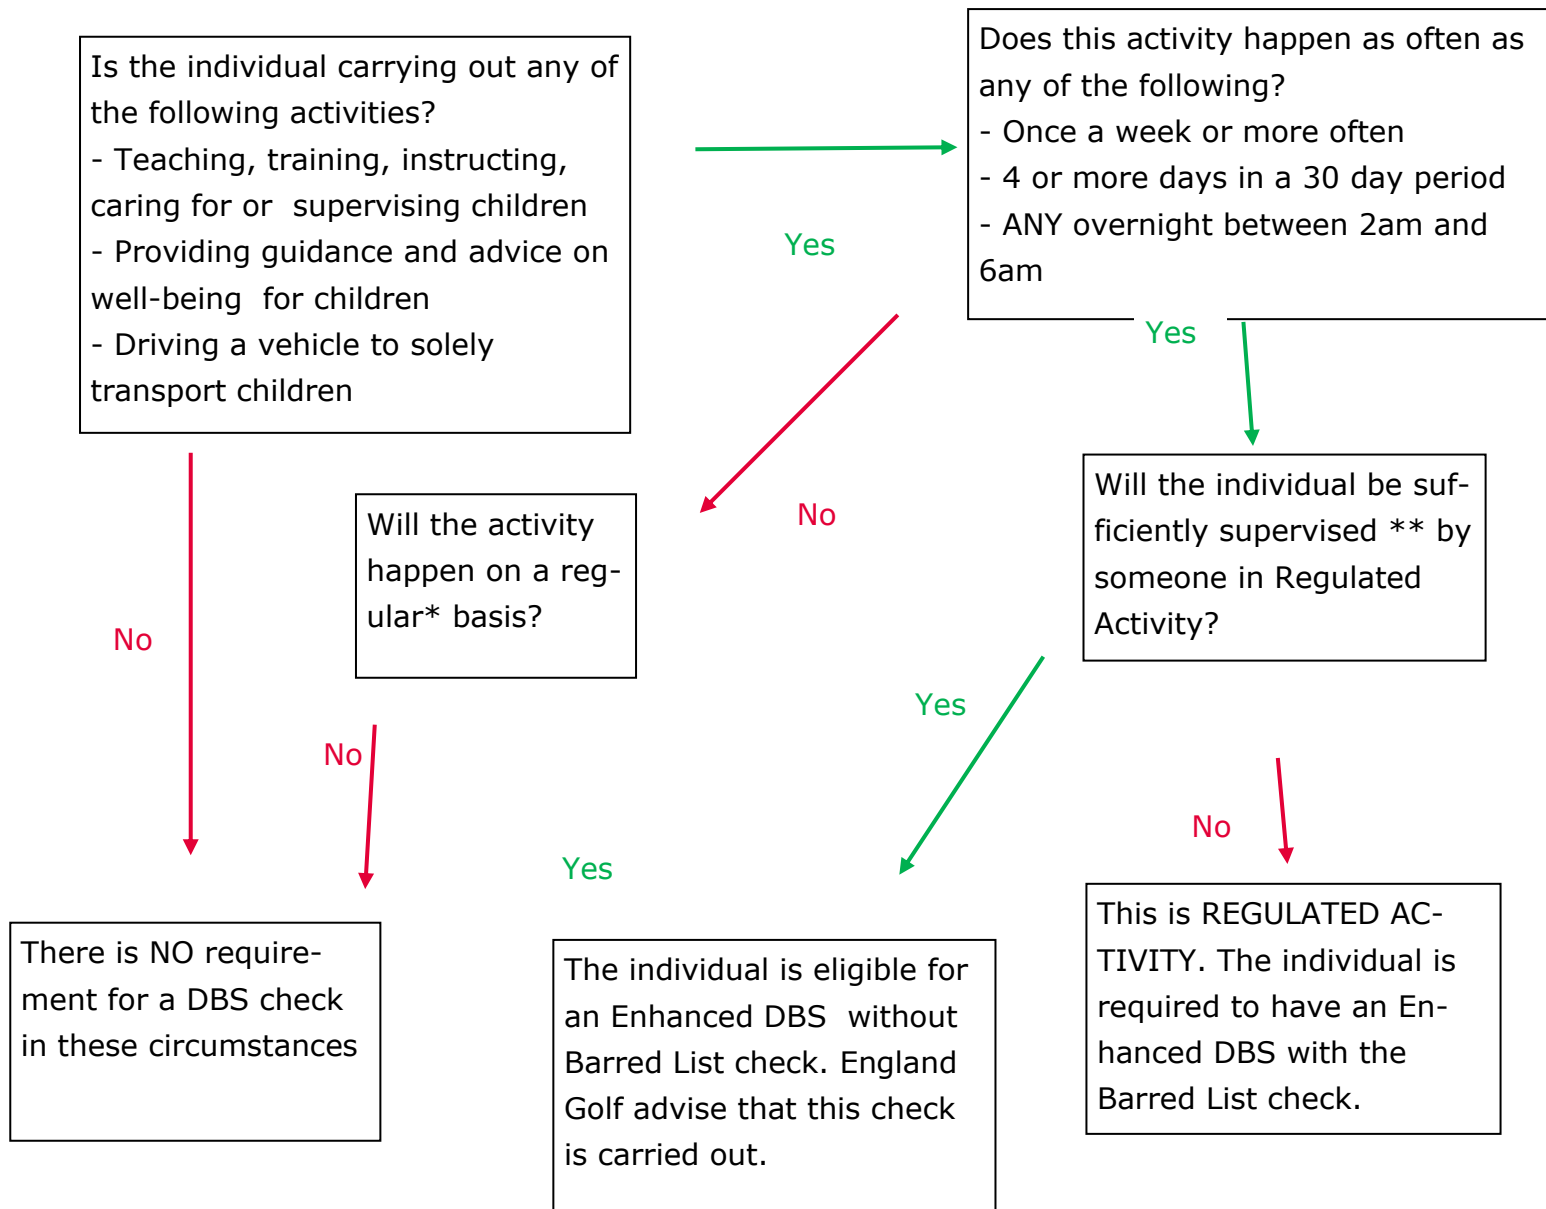 Is the individual carrying out any of
the following activities?
- Teaching, training, instructing,
caring for or supervising children
- Providing guidance and advice on
well-being for children
- Driving a vehicle to solely
transport children
Yes
Does this activity happen as often as
any of the following?
- Once a week or more often
- 4 or more days in a 30 day period
- ANY overnight between 2am and
6am
Yes
No
Will the activity
happen on a reg-
ular* basis?
Will the individual be suf-
ficiently supervised ** by
someone in Regulated
Activity?
No
No
Yes
Yes
No
There is NO require-
ment for a DBS check
in these circumstances
The individual is eligible for
an Enhanced DBS without
Barred List check. England
Golf advise that this check
is carried out.
This is REGULATED AC-
TIVITY. The individual is
required to have an En-
hanced DBS with the
Barred List check.